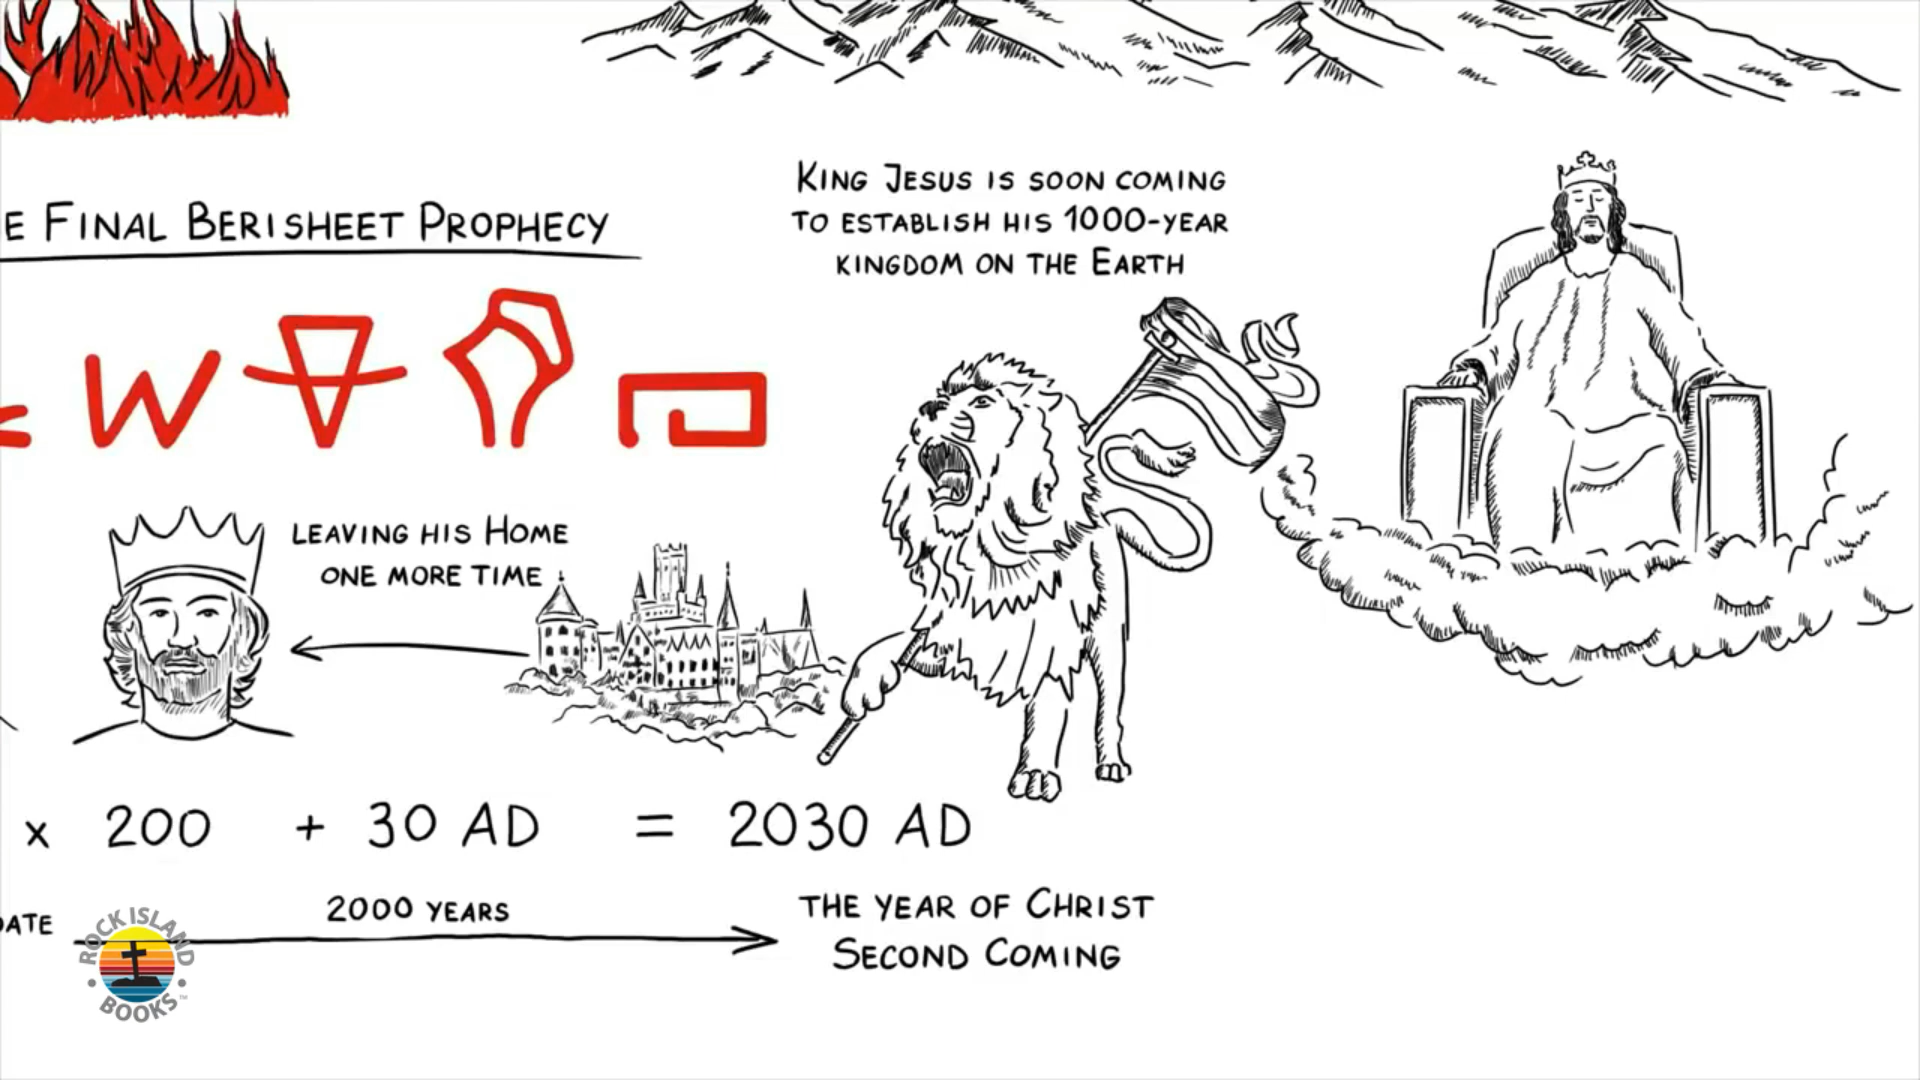 E FINAL BERISHEET PROPHECY
KING JESUS IS SOON COMING
TO ESTABLISH HIS 1000-YEAR
KINGDOM ON THE EARTH
LEAVING HIS HOME
ONE MORE TIME
x 200 + 30 AD = 2030 AD
DATE
2000 YEARS
THE YEAR OF CHRIST
SECOND COMING
ROCK ISLAND
BOOKS™